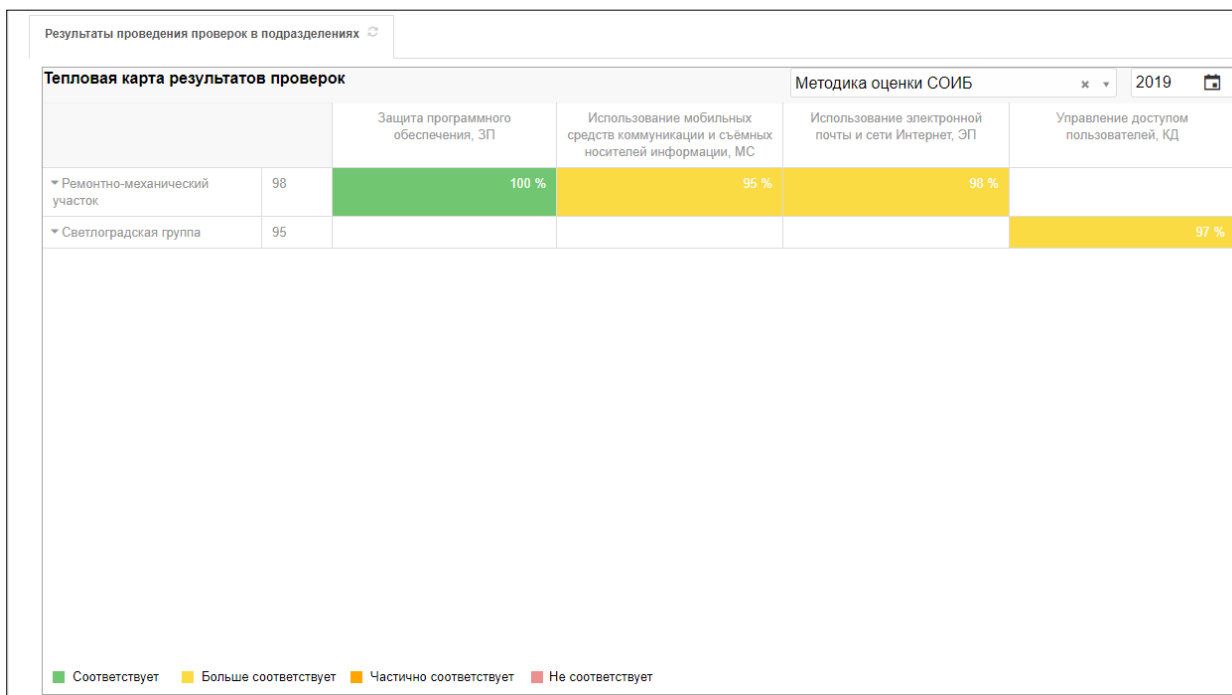 Результаты проведения проверок в подразделениях
Тепловая карта результатов проверок
Методика оценки СОИБ
2019
Защита программного
обеспечения, ЗП
Использование мобильных
средств коммуникации и съёмных
носителей информации, МС
Использование электронной
почты и сети Интернет, ЭП
Управление доступом
пользователей, КД
Ремонтно-механический
участок
98
100 %
95 %
98 %
Светлоградская группа
95
97 %
Соответствует
Больше соответствует
Частично соответствует
Не соответствует